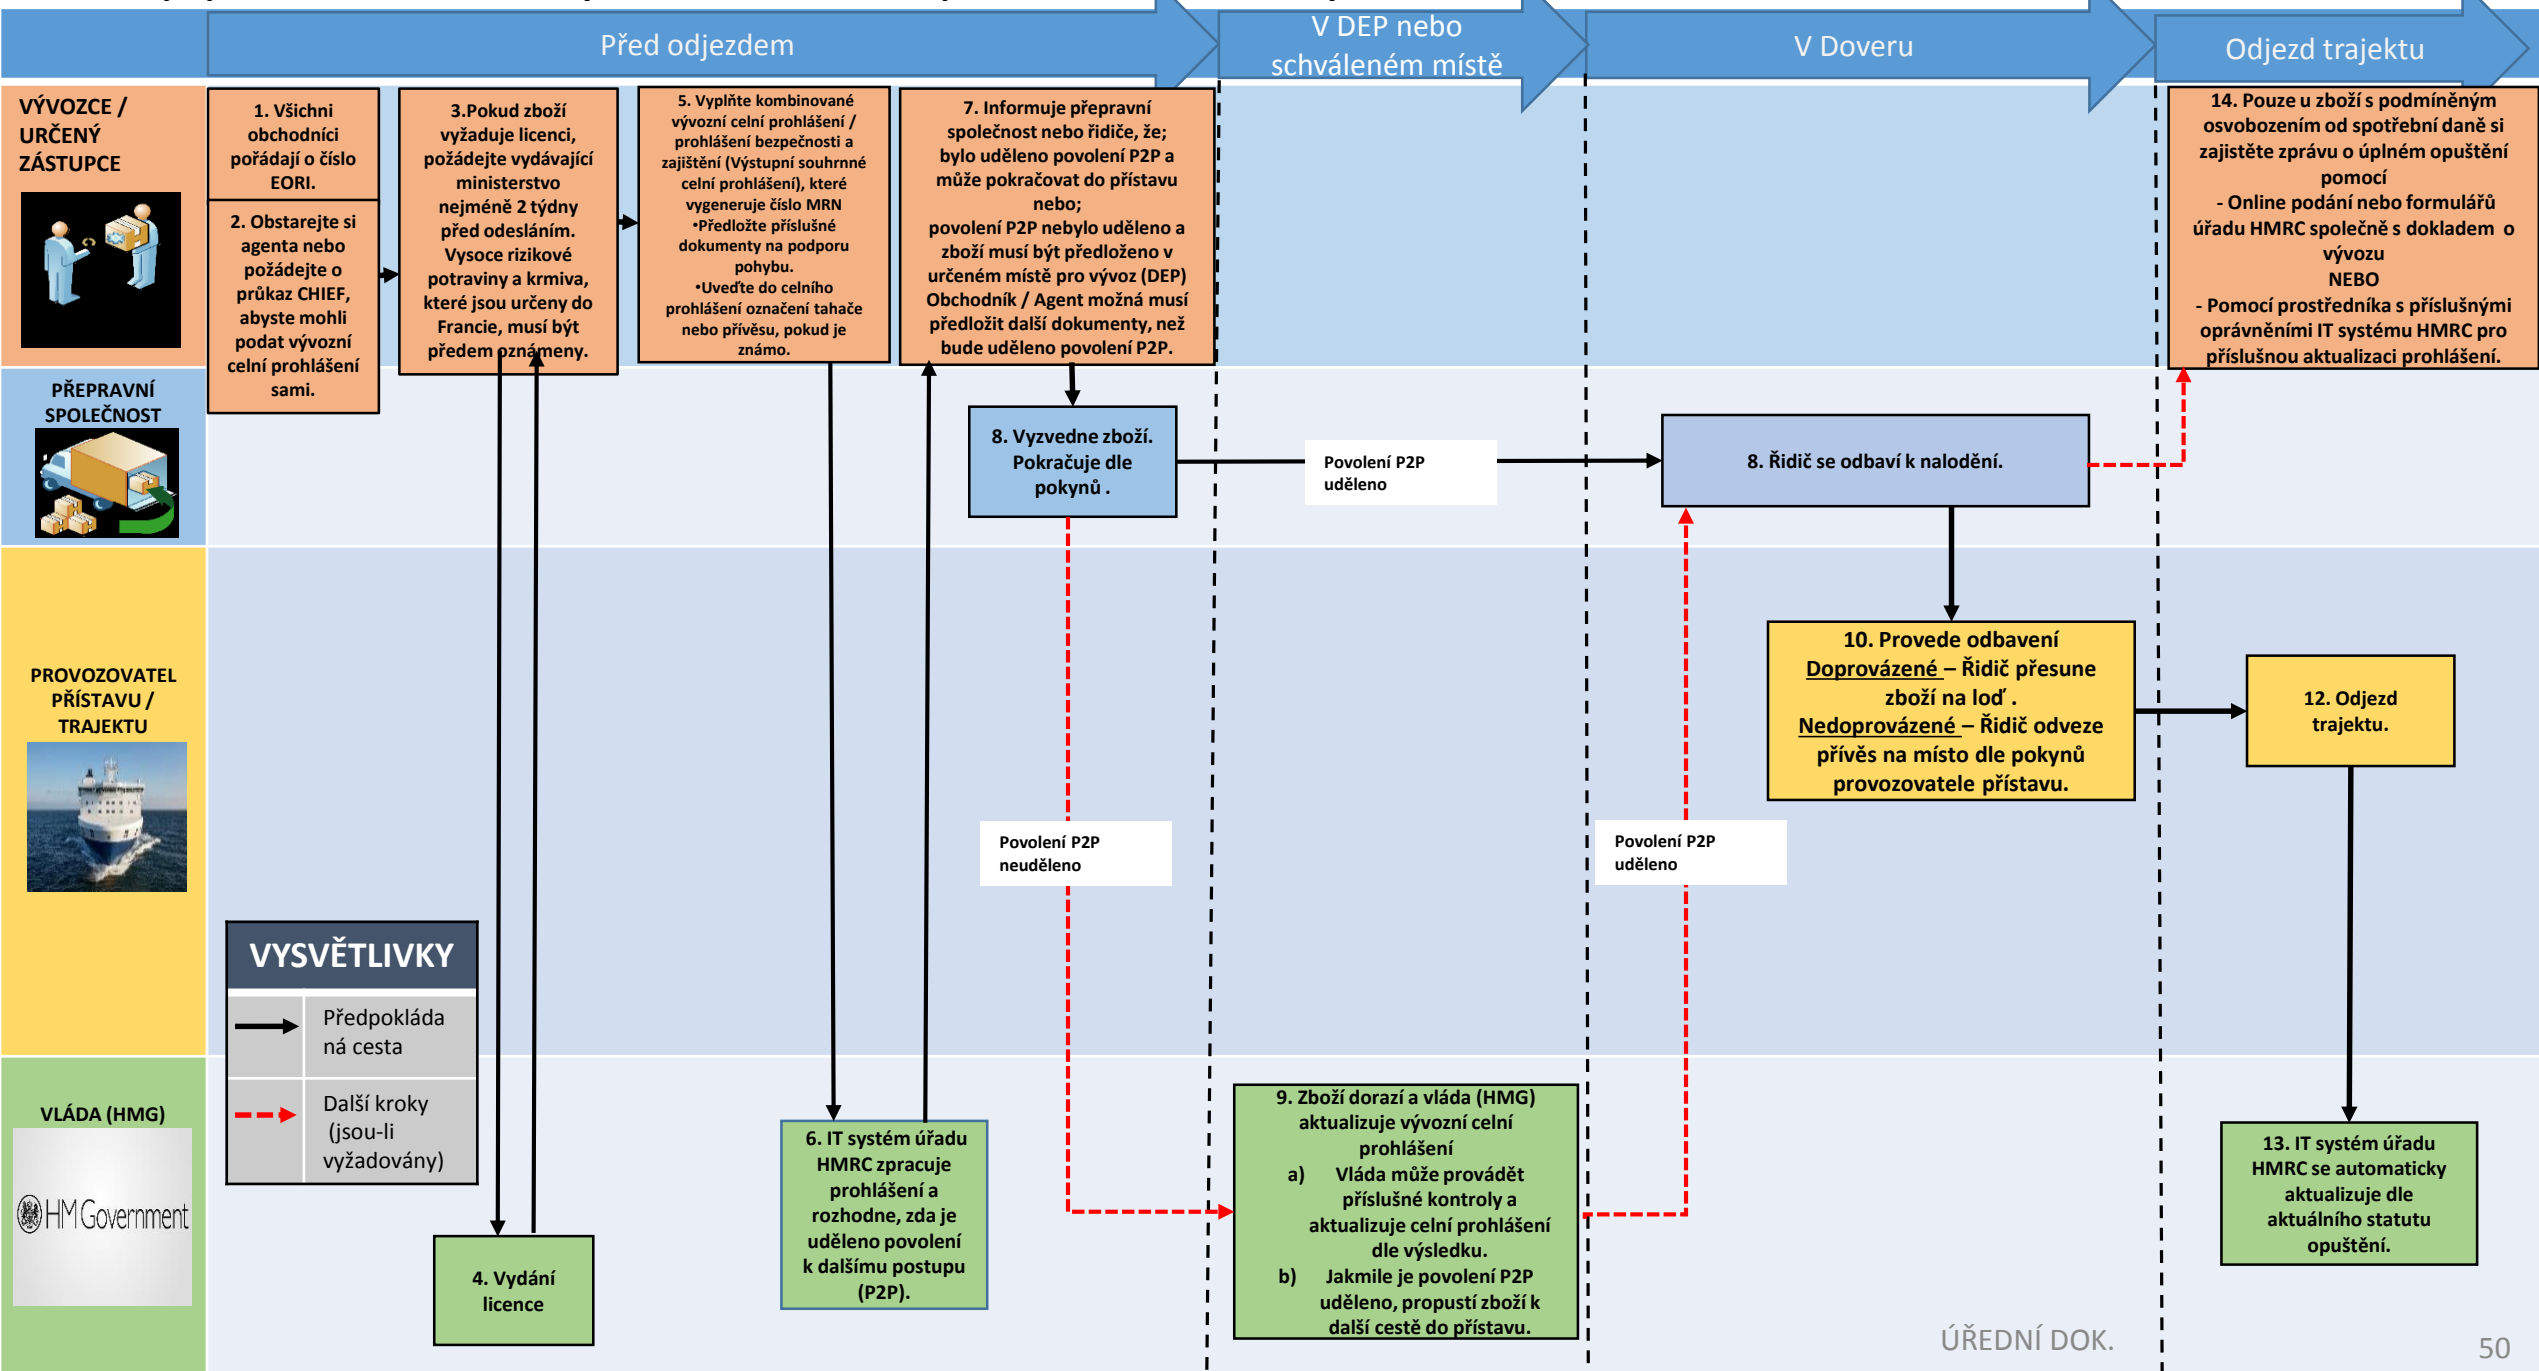 Před odjezdem
V DEP nebo
schváleném místě
V Doveru
Odjezd trajektu
VÝVOZCE /
URČENÝ
ZÁSTUPCE
1. Všichni
obchodníci
pořádají o číslo
EORI.
2. Obstarejte si
agenta nebo
požádejte o
průkaz CHIEF,
abyste mohli
podat vývozní
celní prohlášení
sami.
3.Pokud zboží
vyžaduje licenci,
požádejte vydávající
ministerstvo
nejméně 2 týdny
před odesláním.
Vysoce rizikové
potraviny a krmiva,
které jsou určeny do
Francie, musí být
předem oznámeny.
5. Vyplňte kombinované
vývozní celní prohlášení /
prohlášení bezpečnosti a
zajištění (Výstupní souhrnné
celní prohlášení), které
vygeneruje číslo MRN
•Předložte příslušné
dokumenty na podporu
pohybu.
•Uveďte do celního
prohlášení označení tahače
nebo přívěsu, pokud je
známo.
7. Informuje přepravní
společnost nebo řidiče, že;
bylo uděleno povolení P2P a
může pokračovat do přístavu
nebo;
povolení P2P nebylo uděleno a
zboží musí být předloženo v
určeném místě pro vývoz (DEP)
Obchodník / Agent možná musí
předložit další dokumenty, než
bude uděleno povolení P2P.
14. Pouze u zboží s podmíněným
osvobozením od spotřební daně si
zajistěte zprávu o úplném opuštění
pomocí
- Online podání nebo formulářů
úřadu HMRC společně s dokladem o
vývozu
NEBO
- Pomocí prostředníka s příslušnými
oprávněními IT systému HMRC pro
příslušnou aktualizaci prohlášení.
PŘEPRAVNÍ
SPOLEČNOST
8. Vyzvedne zboží.
Pokračuje dle
pokynů .
Povolení P2P
uděleno
8. Řidič se odbaví k nalodění.
PROVOZOVATEL
PŘÍSTAVU /
TRAJEKTU
10. Provede odbavení
Doprovázené – Řidič přesune
zboží na loď .
Nedoprovázené – Řidič odveze
přívěs na místo dle pokynů
provozovatele přístavu.
12. Odjezd
trajektu.
Povolení P2P
neuděleno
Povolení P2P
uděleno
VYSVĚTLIVKY
Předpokláda
ná cesta
Další kroky
(jsou-li
vyžadovány)
VLÁDA (HMG)
HM Government
4. Vydání
licence
6. IT systém úřadu
HMRC zpracuje
prohlášení a
rozhodne, zda je
uděleno povolení
k dalšímu postupu
(P2P).
9. Zboží dorazí a vláda (HMG)
aktualizuje vývozní celní
prohlášení
a) Vláda může provádět
příslušné kontroly a
aktualizuje celní prohlášení
dle výsledku.
b) Jakmile je povolení P2P
uděleno, propustí zboží k
další cestě do přístavu.
13. IT systém úřadu
HMRC se automaticky
aktualizuje dle
aktuálního statutu
opuštění.
ÚŘEDNÍ DOK.
50